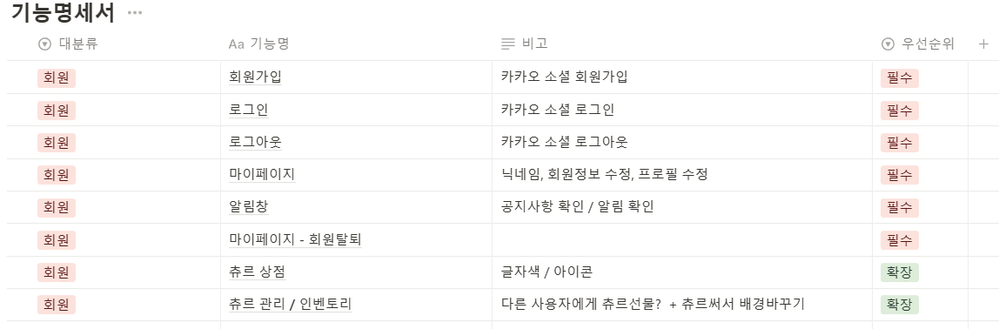 기능명세서 ···
대분류 Aa 기능명 비고 우선순위 +
회원 회원가입 카카오 소셜 회원가입 필수
회원 로그인 카카오 소셜 로그인 필수
회원 로그아웃 카카오 소셜 로그아웃 필수
회원 마이페이지 닉네임, 회원정보 수정, 프로필 수정 필수
회원 알림창 공지사항 확인 / 알림 확인 필수
회원 마이페이지 - 회원탈퇴 필수
회원 츄르 상점 글자색 / 아이콘 확장
회원 츄르 관리 / 인벤토리 다른 사용자에게 츄르선물? + 츄르써서 배경바꾸기 확장